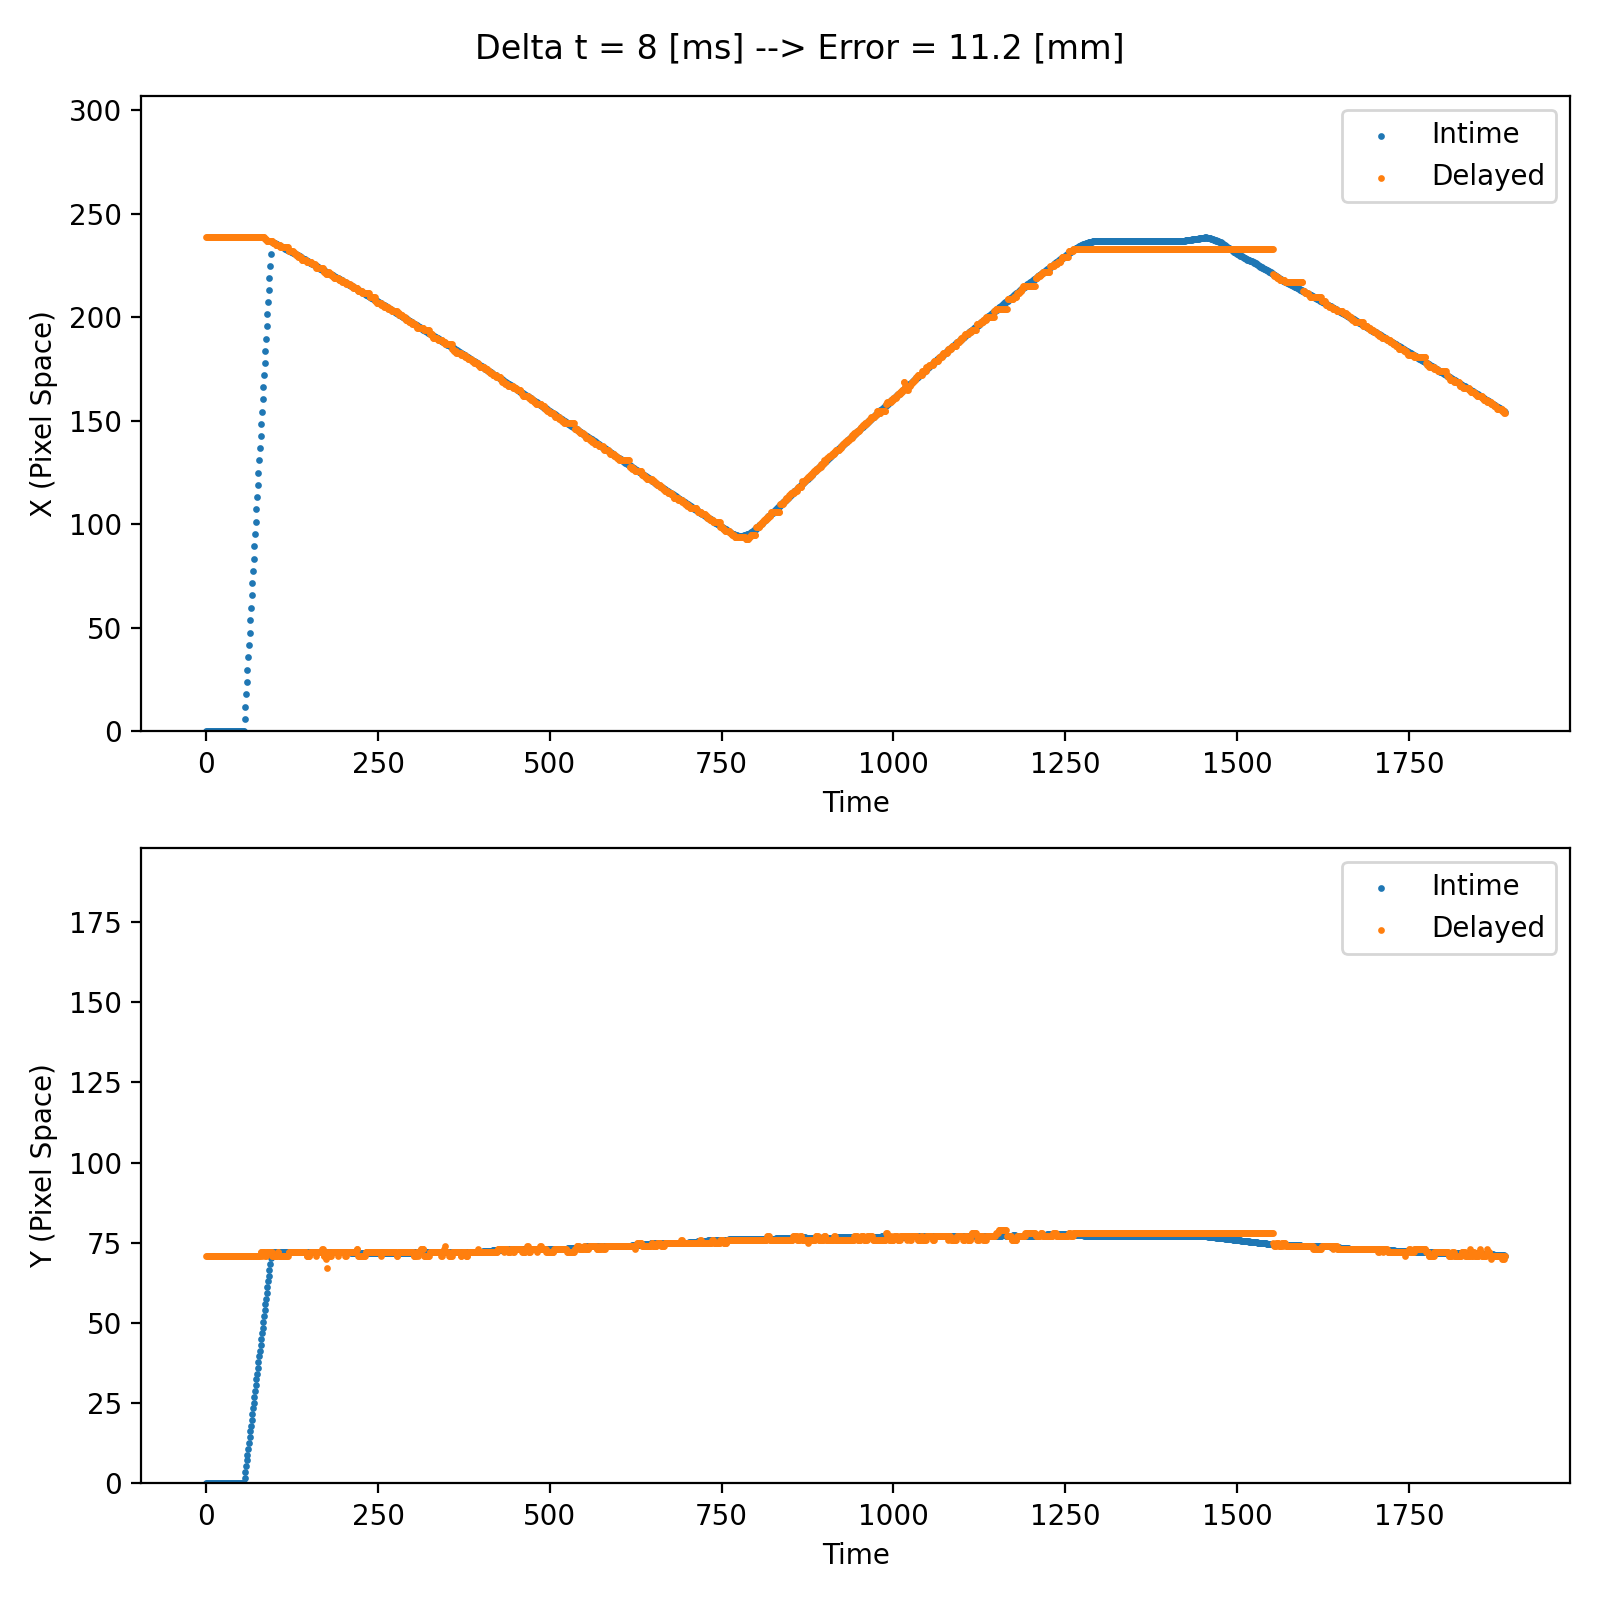 Delta t = 8 [ms] --> Error = 11.2 [mm]
300
250
200
150
100
50
0
X (Pixel Space)
Intime
Delayed
0 250 500 750 1000 1250 1500 1750
Time
175
150
125
100
75
50
25
0
Y (Pixel Space)
Intime
Delayed
0 250 500 750 1000 1250 1500 1750
Time